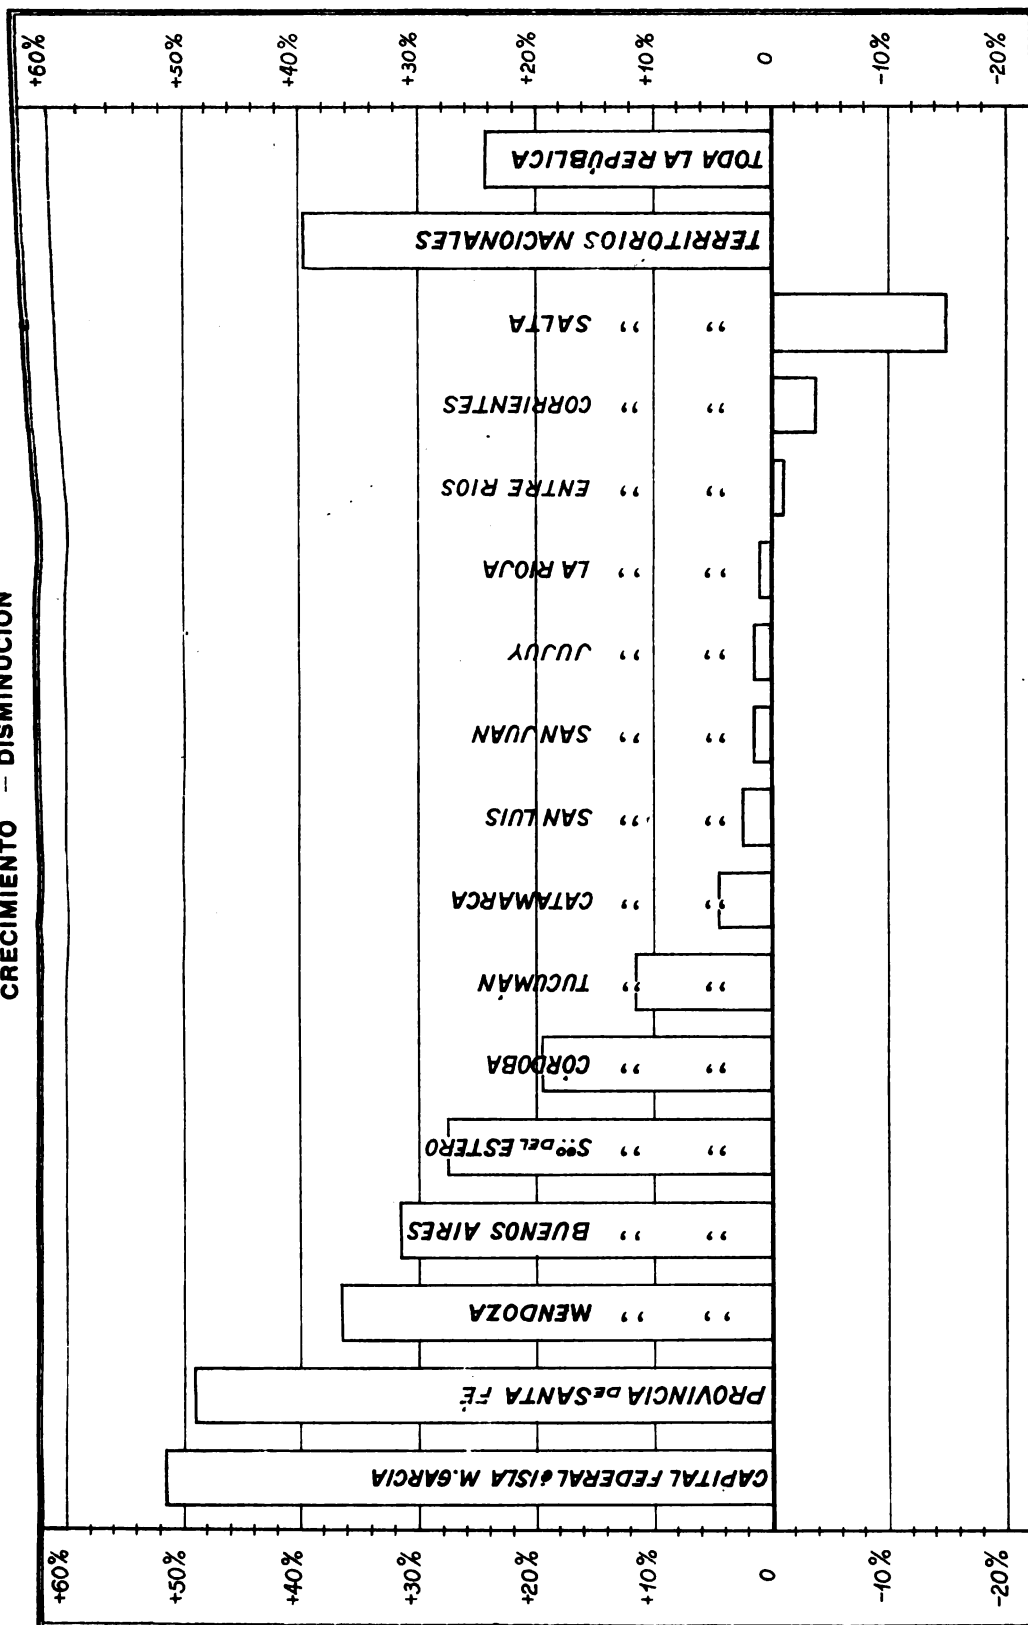 CRECIMIENTO – DISMINUCION
+60% +50% +40% +30% +20% +10% 0 -10% -20%
TODA LA REPÚBLICA
TERRITORIOS NACIONALES
,, ,, SALTA
,, ,, CORRIENTES
,, ,, ENTRE RIOS
,, ,, LA RIOJA
,, ,, JUJUY
,, ,, SAN JUAN
,, ,, SAN LUIS
,, ,, CATAMARCA
,, ,, TUCUMÁN
,, ,, CÓRDOBA
,, ,, Sgo. DEL ESTERO
,, ,, BUENOS AIRES
,, ,, MENDOZA
PROVINCIA DE SANTA FÉ
CAPITAL FEDERAL é ISLA M. GARCIA
+60% +50% +40% +30% +20% +10% 0 -10% -20%